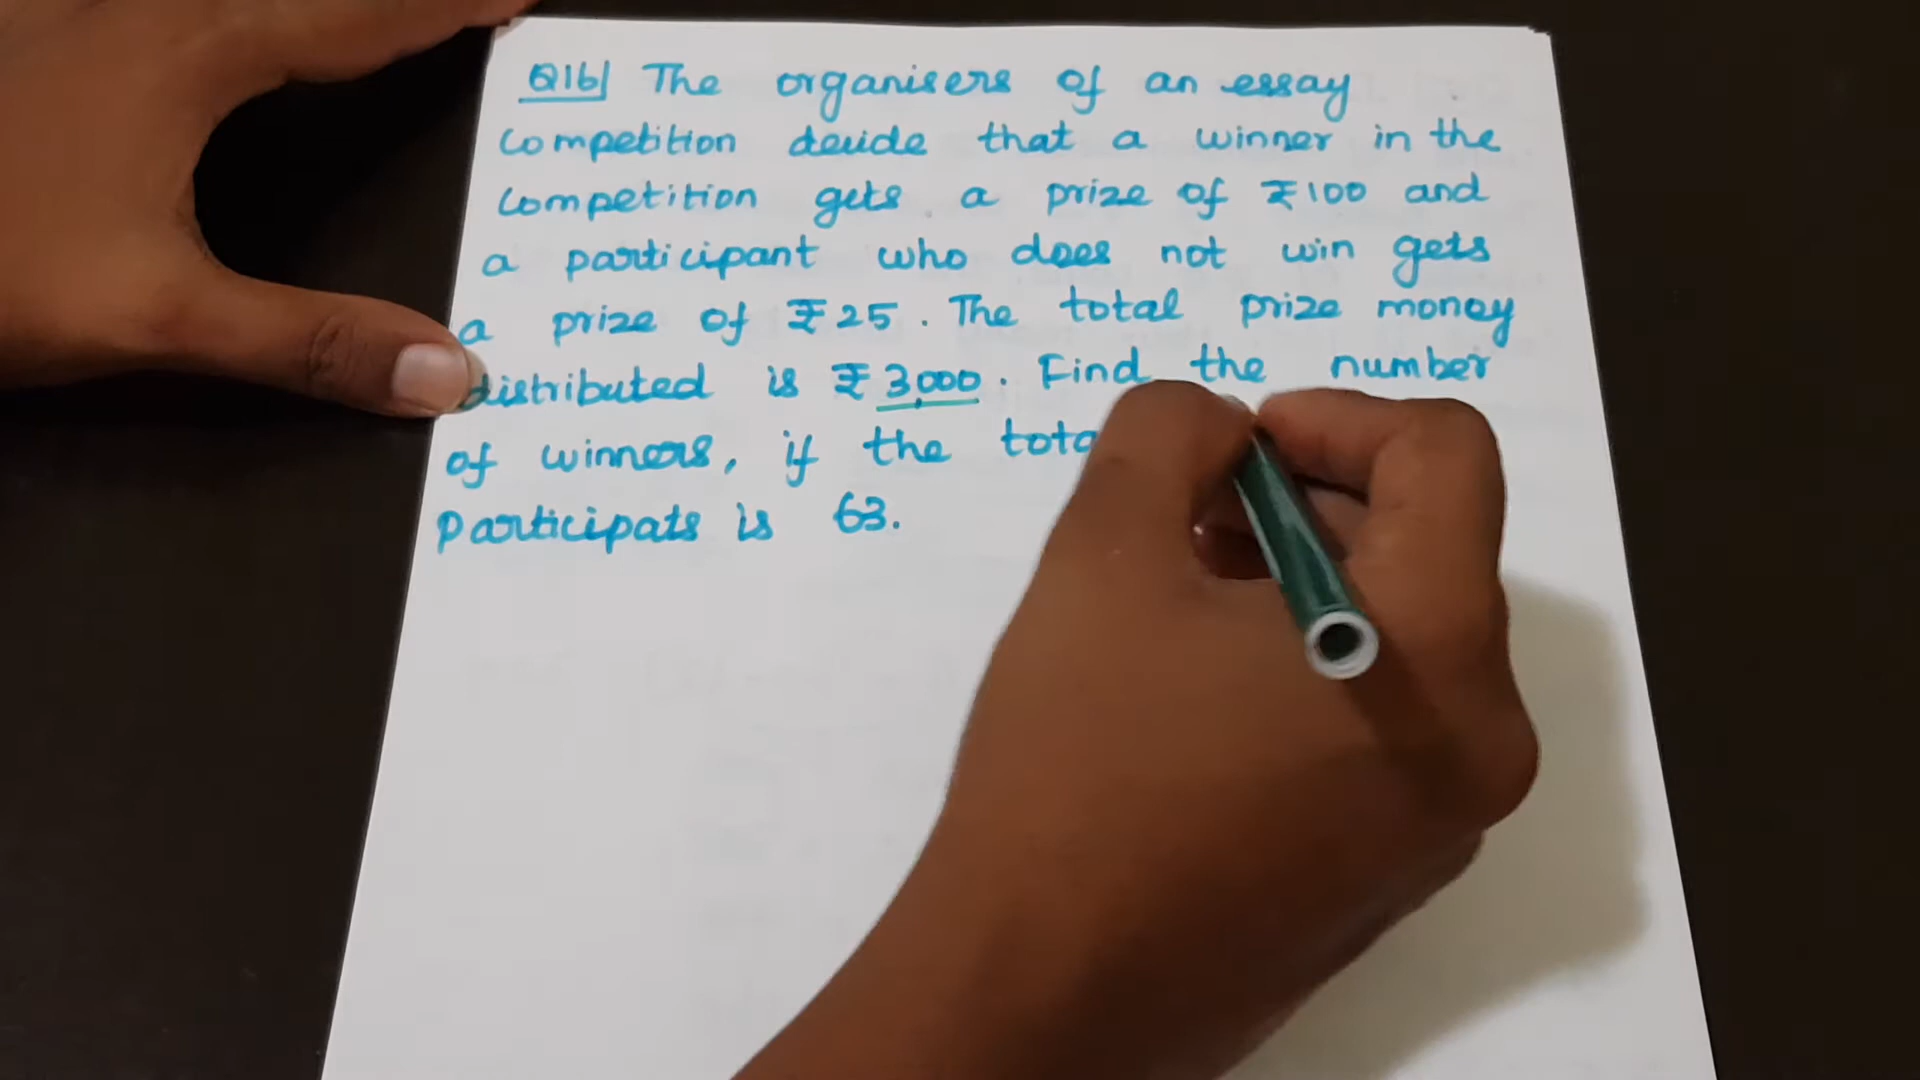 Q16 The organisers of an essay
competition decide that a winner in the
competition gets a prize of ₹100 and
a participant who does not win gets
a prize of ₹25. The total prize money
distributed is ₹3,000. Find the number
of winners, if the
participats is 63.